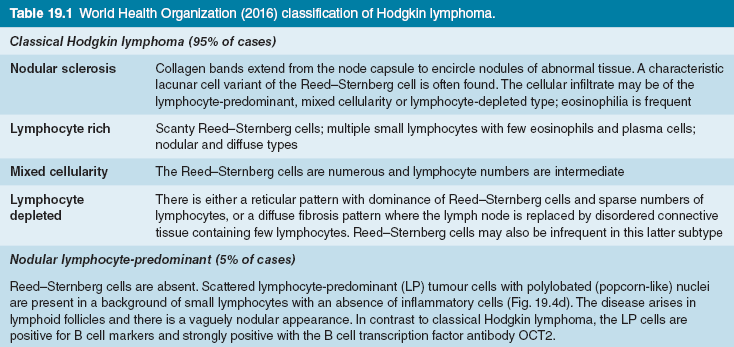 Table 19.1 World Health Organization (2016) classification of Hodgkin lymphoma.
Classical Hodgkin lymphoma (95% of cases)
Nodular sclerosis
Collagen bands extend from the node capsule to encircle nodules of abnormal tissue. A characteristic
lacunar cell variant of the Reed–Sternberg cell is often found. The cellular infiltrate may be of the
lymphocyte-predominant, mixed cellularity or lymphocyte-depleted type; eosinophilia is frequent
Lymphocyte rich
Scanty Reed–Sternberg cells; multiple small lymphocytes with few eosinophils and plasma cells;
nodular and diffuse types
Mixed cellularity
The Reed–Sternberg cells are numerous and lymphocyte numbers are intermediate
Lymphocyte
depleted
There is either a reticular pattern with dominance of Reed–Sternberg cells and sparse numbers of
lymphocytes, or a diffuse fibrosis pattern where the lymph node is replaced by disordered connective
tissue containing few lymphocytes. Reed–Sternberg cells may also be infrequent in this latter subtype
Nodular lymphocyte-predominant (5% of cases)
Reed–Sternberg cells are absent. Scattered lymphocyte-predominant (LP) tumour cells with polylobated (popcorn-like) nuclei
are present in a background of small lymphocytes with an absence of inflammatory cells (Fig. 19.4d). The disease arises in
lymphoid follicles and there is a vaguely nodular appearance. In contrast to classical Hodgkin lymphoma, the LP cells are
positive for B cell markers and strongly positive with the B cell transcription factor antibody OCT2.